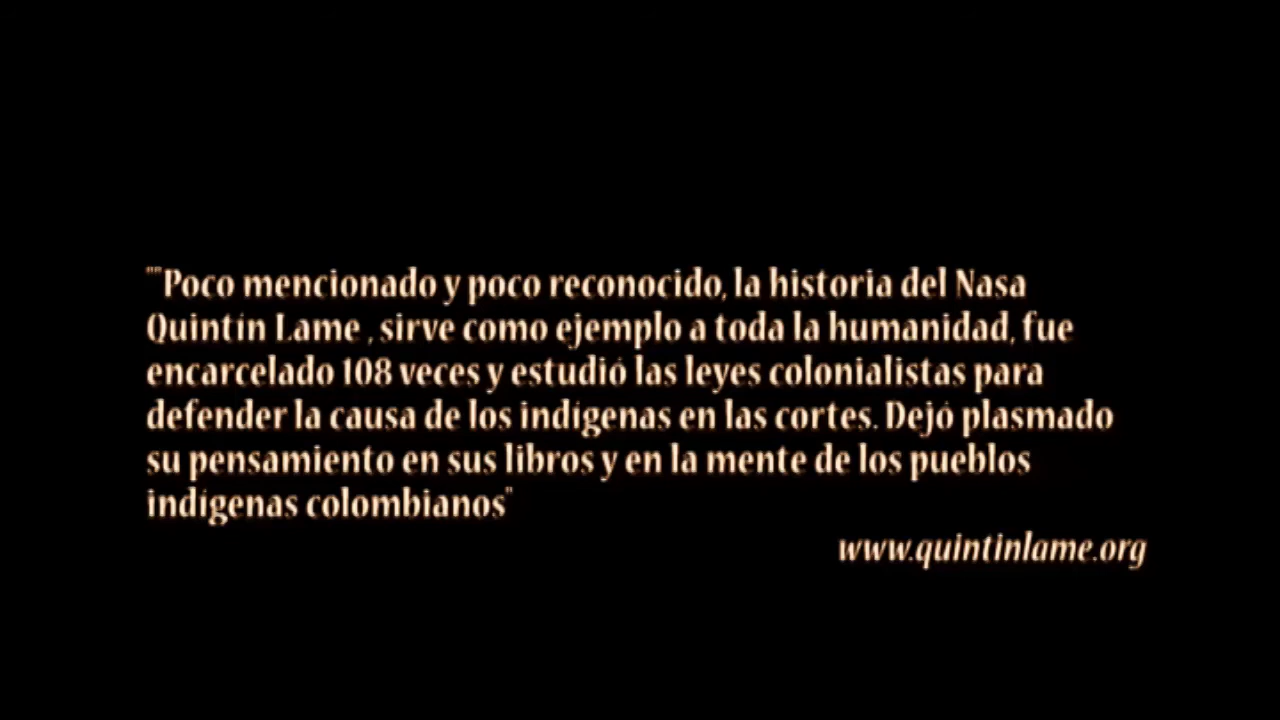 ""Poco mencionado y poco reconocido, la historia del Nasa
Quintín Lame , sirve como ejemplo a toda la humanidad, fue
encarcelado 108 veces y estudió las leyes colonialistas para
defender la causa de los indígenas en las cortes. Dejó plasmado
su pensamiento en sus libros y en la mente de los pueblos
indígenas colombianos"
www.quintinlame.org